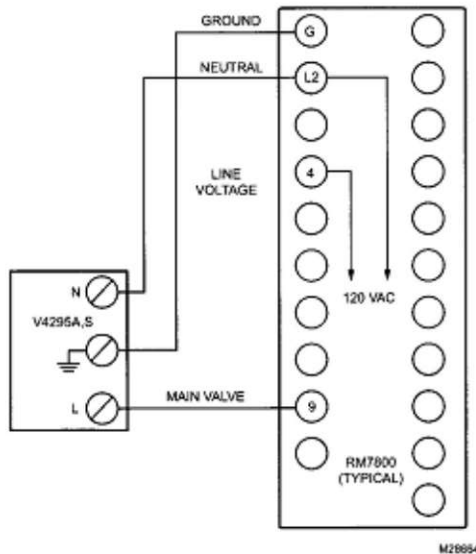 GROUND
G
NEUTRAL
L2
LINE
VOLTAGE
4
N
120 VAC
V4295A,S
L
MAIN VALVE
9
RM7800
(TYPICAL)